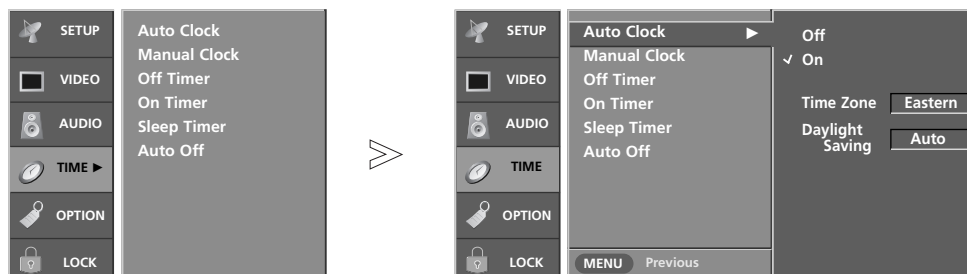 SETUP
VIDEO
AUDIO
TIME ►
OPTION
LOCK
Auto Clock
Manual Clock
Off Timer
On Timer
Sleep Timer
Auto Off
SETUP
VIDEO
AUDIO
TIME
OPTION
LOCK
Auto Clock ►
Manual Clock
Off Timer
On Timer
Sleep Timer
Auto Off
MENU Previous
Off
✓ On
Time Zone Eastern
Daylight
Saving Auto